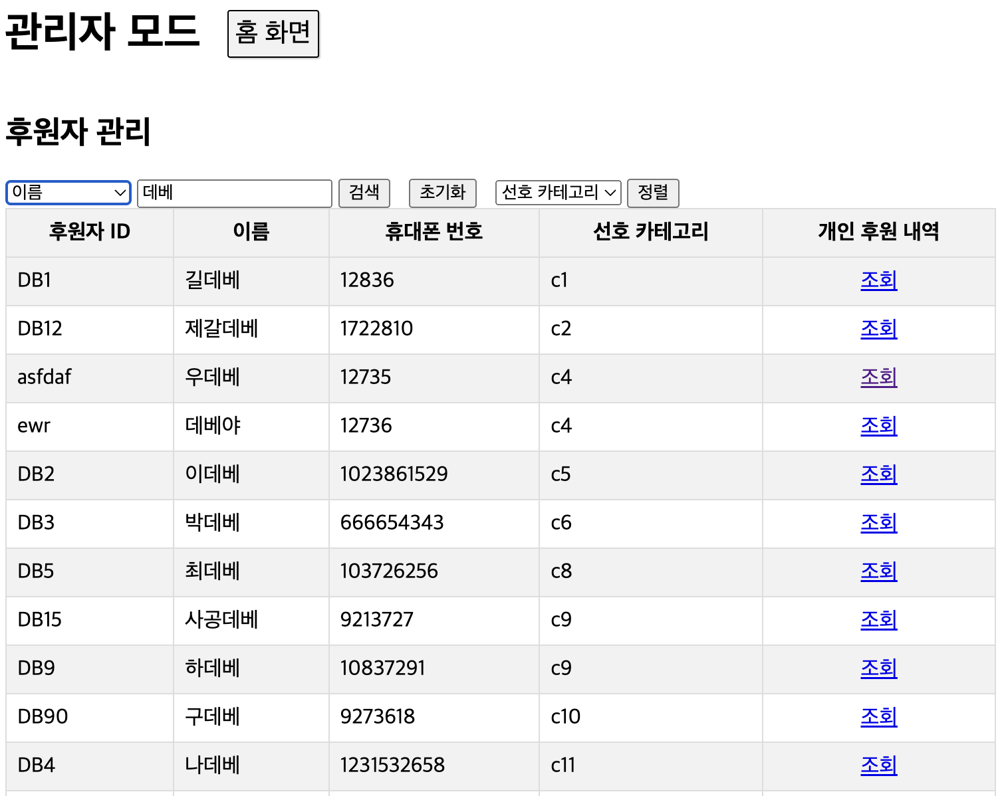 관리자 모드 홈 화면
후원자 관리
이름 데베 검색 초기화 선호 카테고리 정렬
후원자 ID 이름 휴대폰 번호 선호 카테고리 개인 후원 내역
DB1 길데베 12836 c1 조회
DB12 제갈데베 1722810 c2 조회
asfdaf 우데베 12735 c4 조회
ewr 데베야 12736 c4 조회
DB2 이데베 1023861529 c5 조회
DB3 박데베 666654343 c6 조회
DB5 최데베 103726256 c8 조회
DB15 사공데베 9213727 c9 조회
DB9 하데베 10837291 c9 조회
DB90 구데베 9273618 c10 조회
DB4 나데베 1231532658 c11 조회